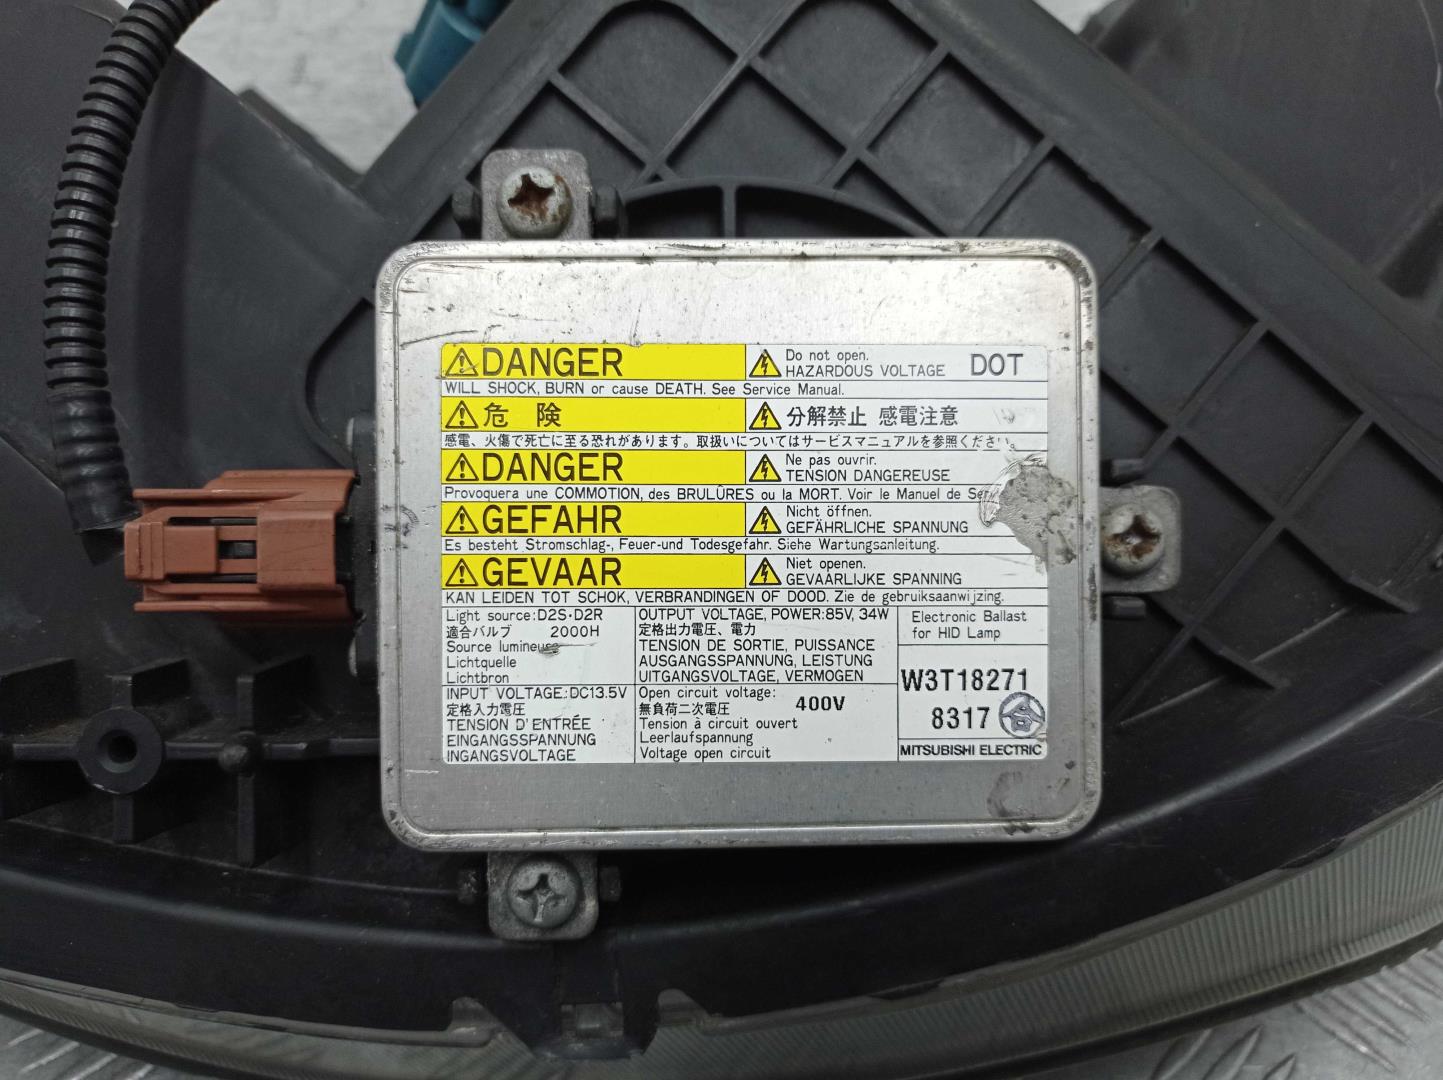 DANGER
Do not open.
HAZARDOUS VOLTAGE DOT
WILL SHOCK, BURN or cause DEATH. See Service Manual.
危険
分解禁止 感電注意
感電、火傷で死亡に至る恐れがあります。取扱いについてはサービスマニュアルを参照ください。
DANGER
Ne pas ouvrir.
TENSION DANGEREUSE
Provoquera une COMMOTION, des BRULÛRES ou la MORT. Voir le Manuel de
GEFAHR
Nicht öffnen.
GEFÄHRLICHE SPANNUNG
Es besteht Stromschlag-, Feuer-und Todesgefahr. Siehe Wartungsanleitung.
GEVAAR
Niet openen.
GEVAARLIJKE SPANNING
KAN LEIDEN TOT SCHOK, VERBRANDINGEN OF DOOD. Zie de gebruiksaanwijzing.
Light source:D2S·D2R
適合バルブ 2000H
Source lumineuse
Lichtquelle
Lichtbron
OUTPUT VOLTAGE, POWER:85V, 34W
定格出力電圧、電力
TENSION DE SORTIE, PUISSANCE
AUSGANGSSPANNUNG, LEISTUNG
UITGANGSVOLTAGE, VERMOGEN
Electronic Ballast
for HID Lamp
INPUT VOLTAGE:DC13.5V
定格入力電圧
TENSION D'ENTRÉE
EINGANGSSPANNUNG
INGANGSVOLTAGE
Open circuit voltage:
無負荷二次電圧 400V
Tension à circuit ouvert
Leerlaufspannung
Voltage open circuit
W3T18271
8317
MITSUBISHI ELECTRIC